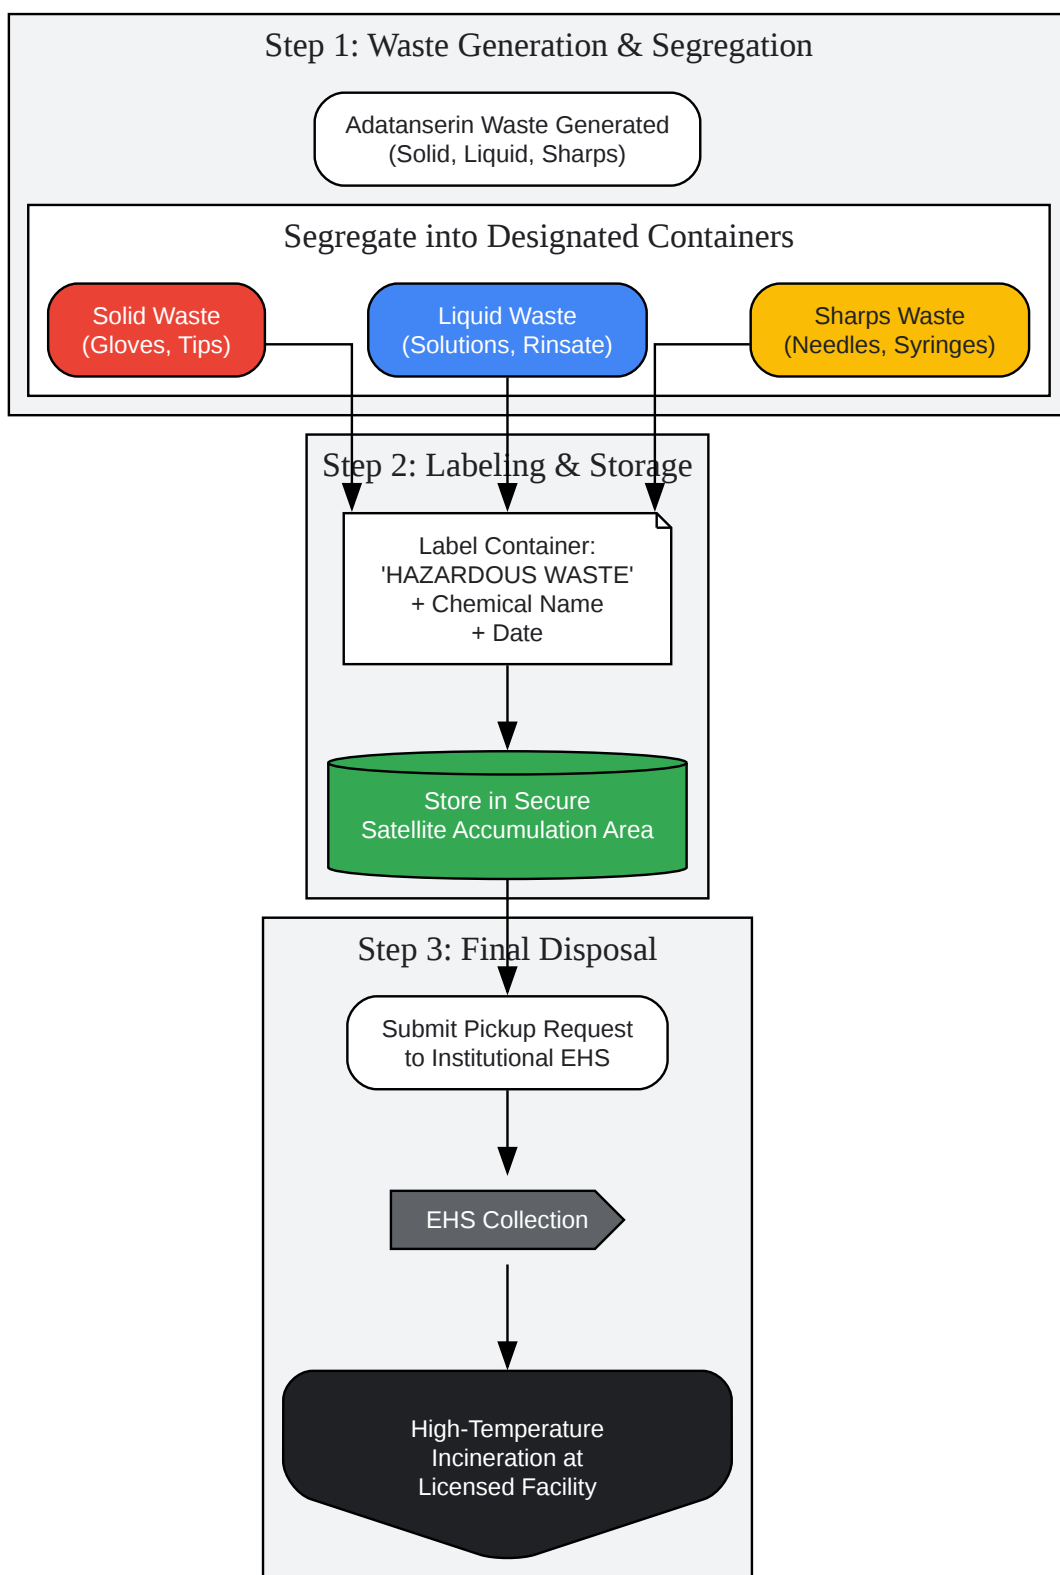 Step 1: Waste Generation & Segregation
Adatanserin Waste Generated
(Solid, Liquid, Sharps)
Segregate into Designated Containers
Solid Waste
(Gloves, Tips)
Liquid Waste
(Solutions, Rinsate)
Sharps Waste
(Needles, Syringes)
Step 2: Labeling & Storage
Label Container:
'HAZARDOUS WASTE'
+ Chemical Name
+ Date
Store in Secure
Satellite Accumulation Area
Step 3: Final Disposal
Submit Pickup Request
to Institutional EHS
EHS Collection
High-Temperature
Incineration at
Licensed Facility